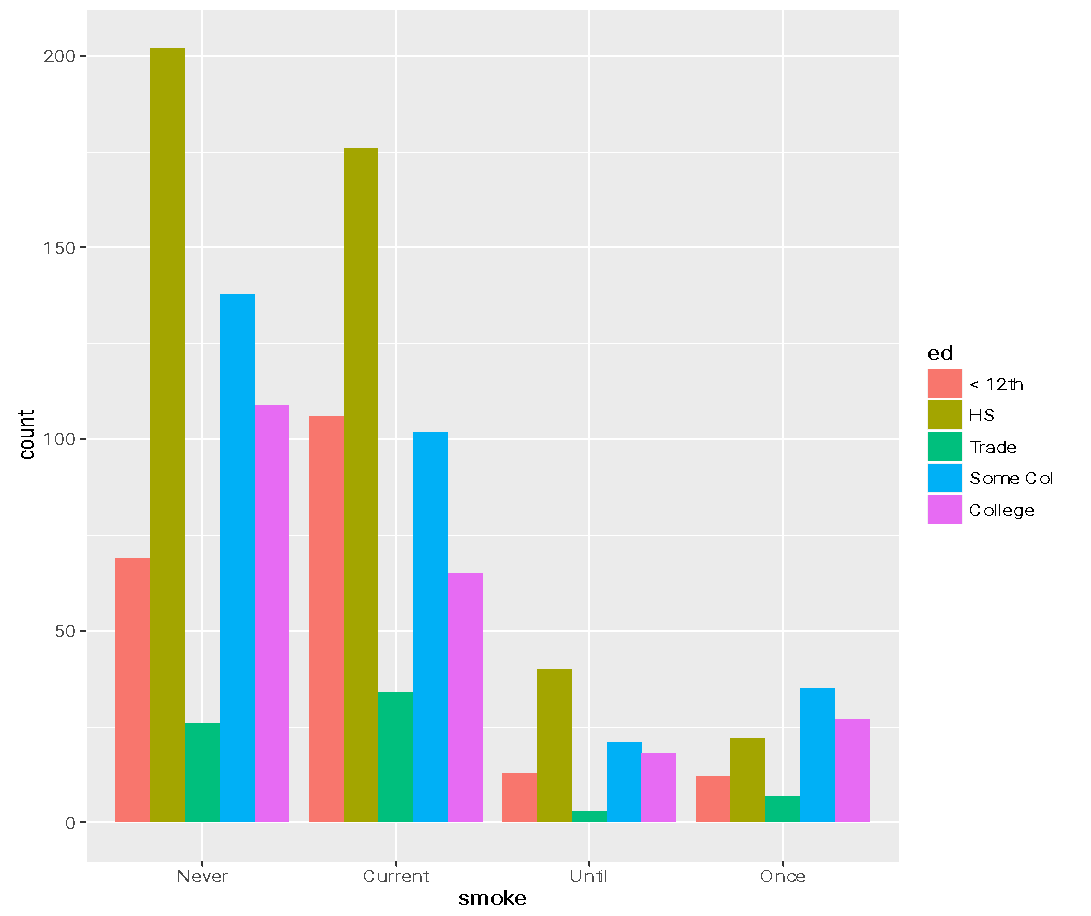 200
150
100
50
0
count
Never Current Until Once
smoke
ed
< 12th
HS
Trade
Some Col
College